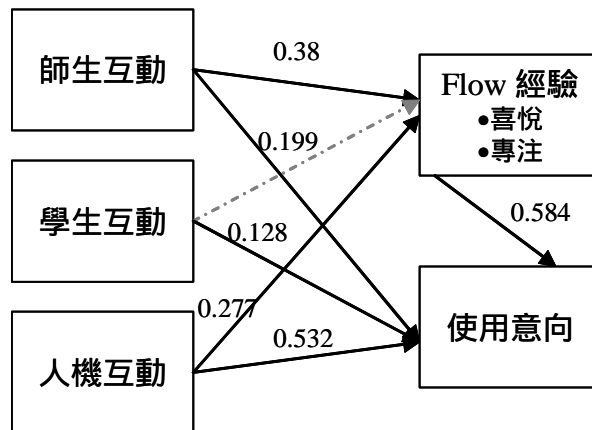 師生互動
學生互動
人機互動
0.38
0.199
0.128
0.277
0.532
Flow 經驗
●喜悅
●專注
0.584
使用意向